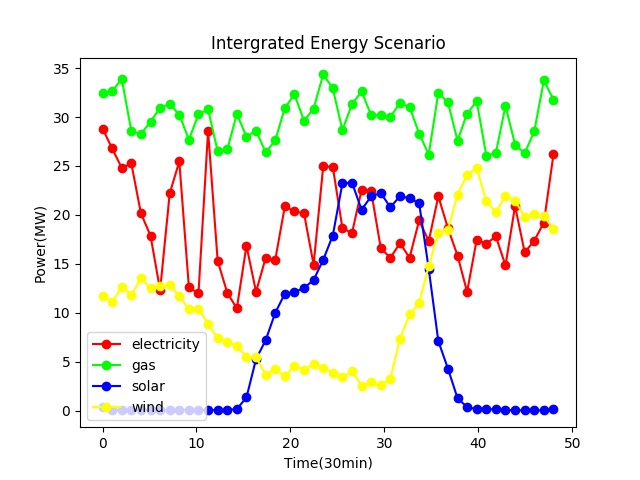 Intergrated Energy Scenario
Power(MW)
35
30
25
20
15
10
5
0
electricity
gas
solar
wind
0 10 20 30 40 50
Time(30min)